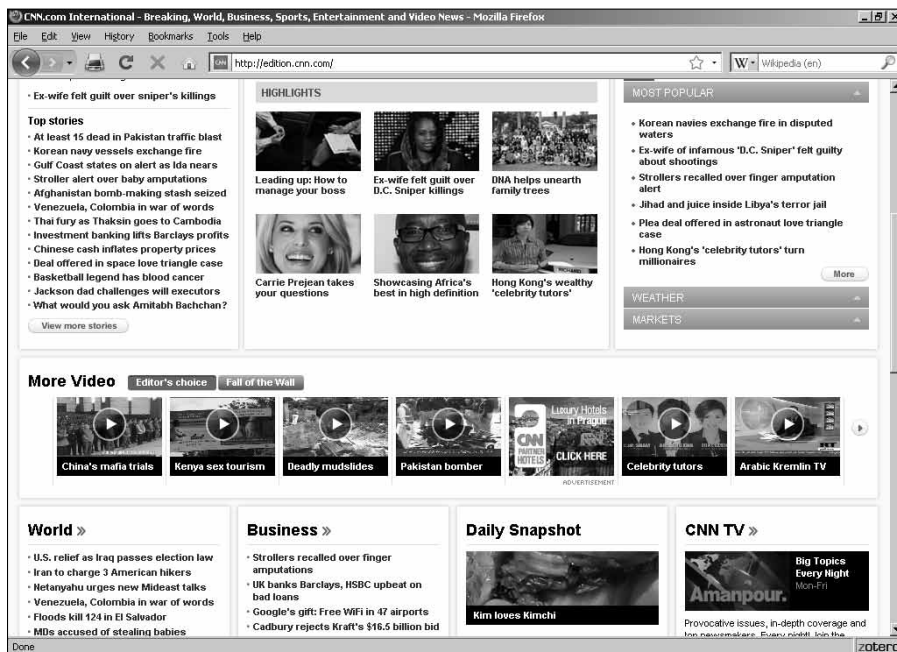 CNN.com International - Breaking, World, Business, Sports, Entertainment and Video News - Mozilla Firefox
File Edit View History Bookmarks Tools Help
CNN http://edition.cnn.com/ W Wikipedia (en)
Ex-wife felt guilt over sniper's killings
Top stories
At least 15 dead in Pakistan traffic blast
Korean navy vessels exchange fire
Gulf Coast states on alert as Ida nears
Stroller alert over baby amputations
Afghanistan bomb-making stash seized
Venezuela, Colombia in war of words
Thai fury as Thaksin goes to Cambodia
Investment banking lifts Barclays profits
Chinese cash inflates property prices
Deal offered in space love triangle case
Basketball legend has blood cancer
Jackson dad challenges will executors
What would you ask Amitabh Bachchan?
View more stories
HIGHLIGHTS
Leading up: How to
manage your boss
Ex-wife felt guilt over
D.C. Sniper killings
DNA helps unearth
family trees
Carrie Prejean takes
your questions
Showcasing Africa's
best in high definition
Hong Kong's wealthy
'celebrity tutors'
MOST POPULAR
Korean navies exchange fire in disputed
waters
Ex-wife of infamous 'D.C. Sniper' felt guilty
about shootings
Strollers recalled over finger amputation
alert
Jihad and juice inside Libya's terror jail
Plea deal offered in astronaut love triangle
case
Hong Kong's 'celebrity tutors' turn
millionaires
More
WEATHER
MARKETS
More Video Editor's choice Fall of the Wall
China's mafia trials
Kenya sex tourism
Deadly mudslides
Pakistan bomber
Luxury Hotels
in Prague
CNN
PARTNER
HOTELS
CLICK HERE
ADVERTISEMENT
Celebrity tutors
Arabic Kremlin TV
World »
U.S. relief as Iraq passes election law
Iran to charge 3 American hikers
Netanyahu urges new Mideast talks
Venezuela, Colombia in war of words
Floods kill 124 in El Salvador
MDs accused of stealing babies
Business »
Strollers recalled over finger
amputations
UK banks Barclays, HSBC upbeat on
bad loans
Google's gift: Free WiFi in 47 airports
Cadbury rejects Kraft's $16.5 billion bid
Daily Snapshot
Kim loves Kimchi
CNN TV »
Amanpour.
Big Topics
Every Night
Mon-Fri
Provocative issues, in-depth coverage and
top newsmakers. Every night! Join the
Done zotero